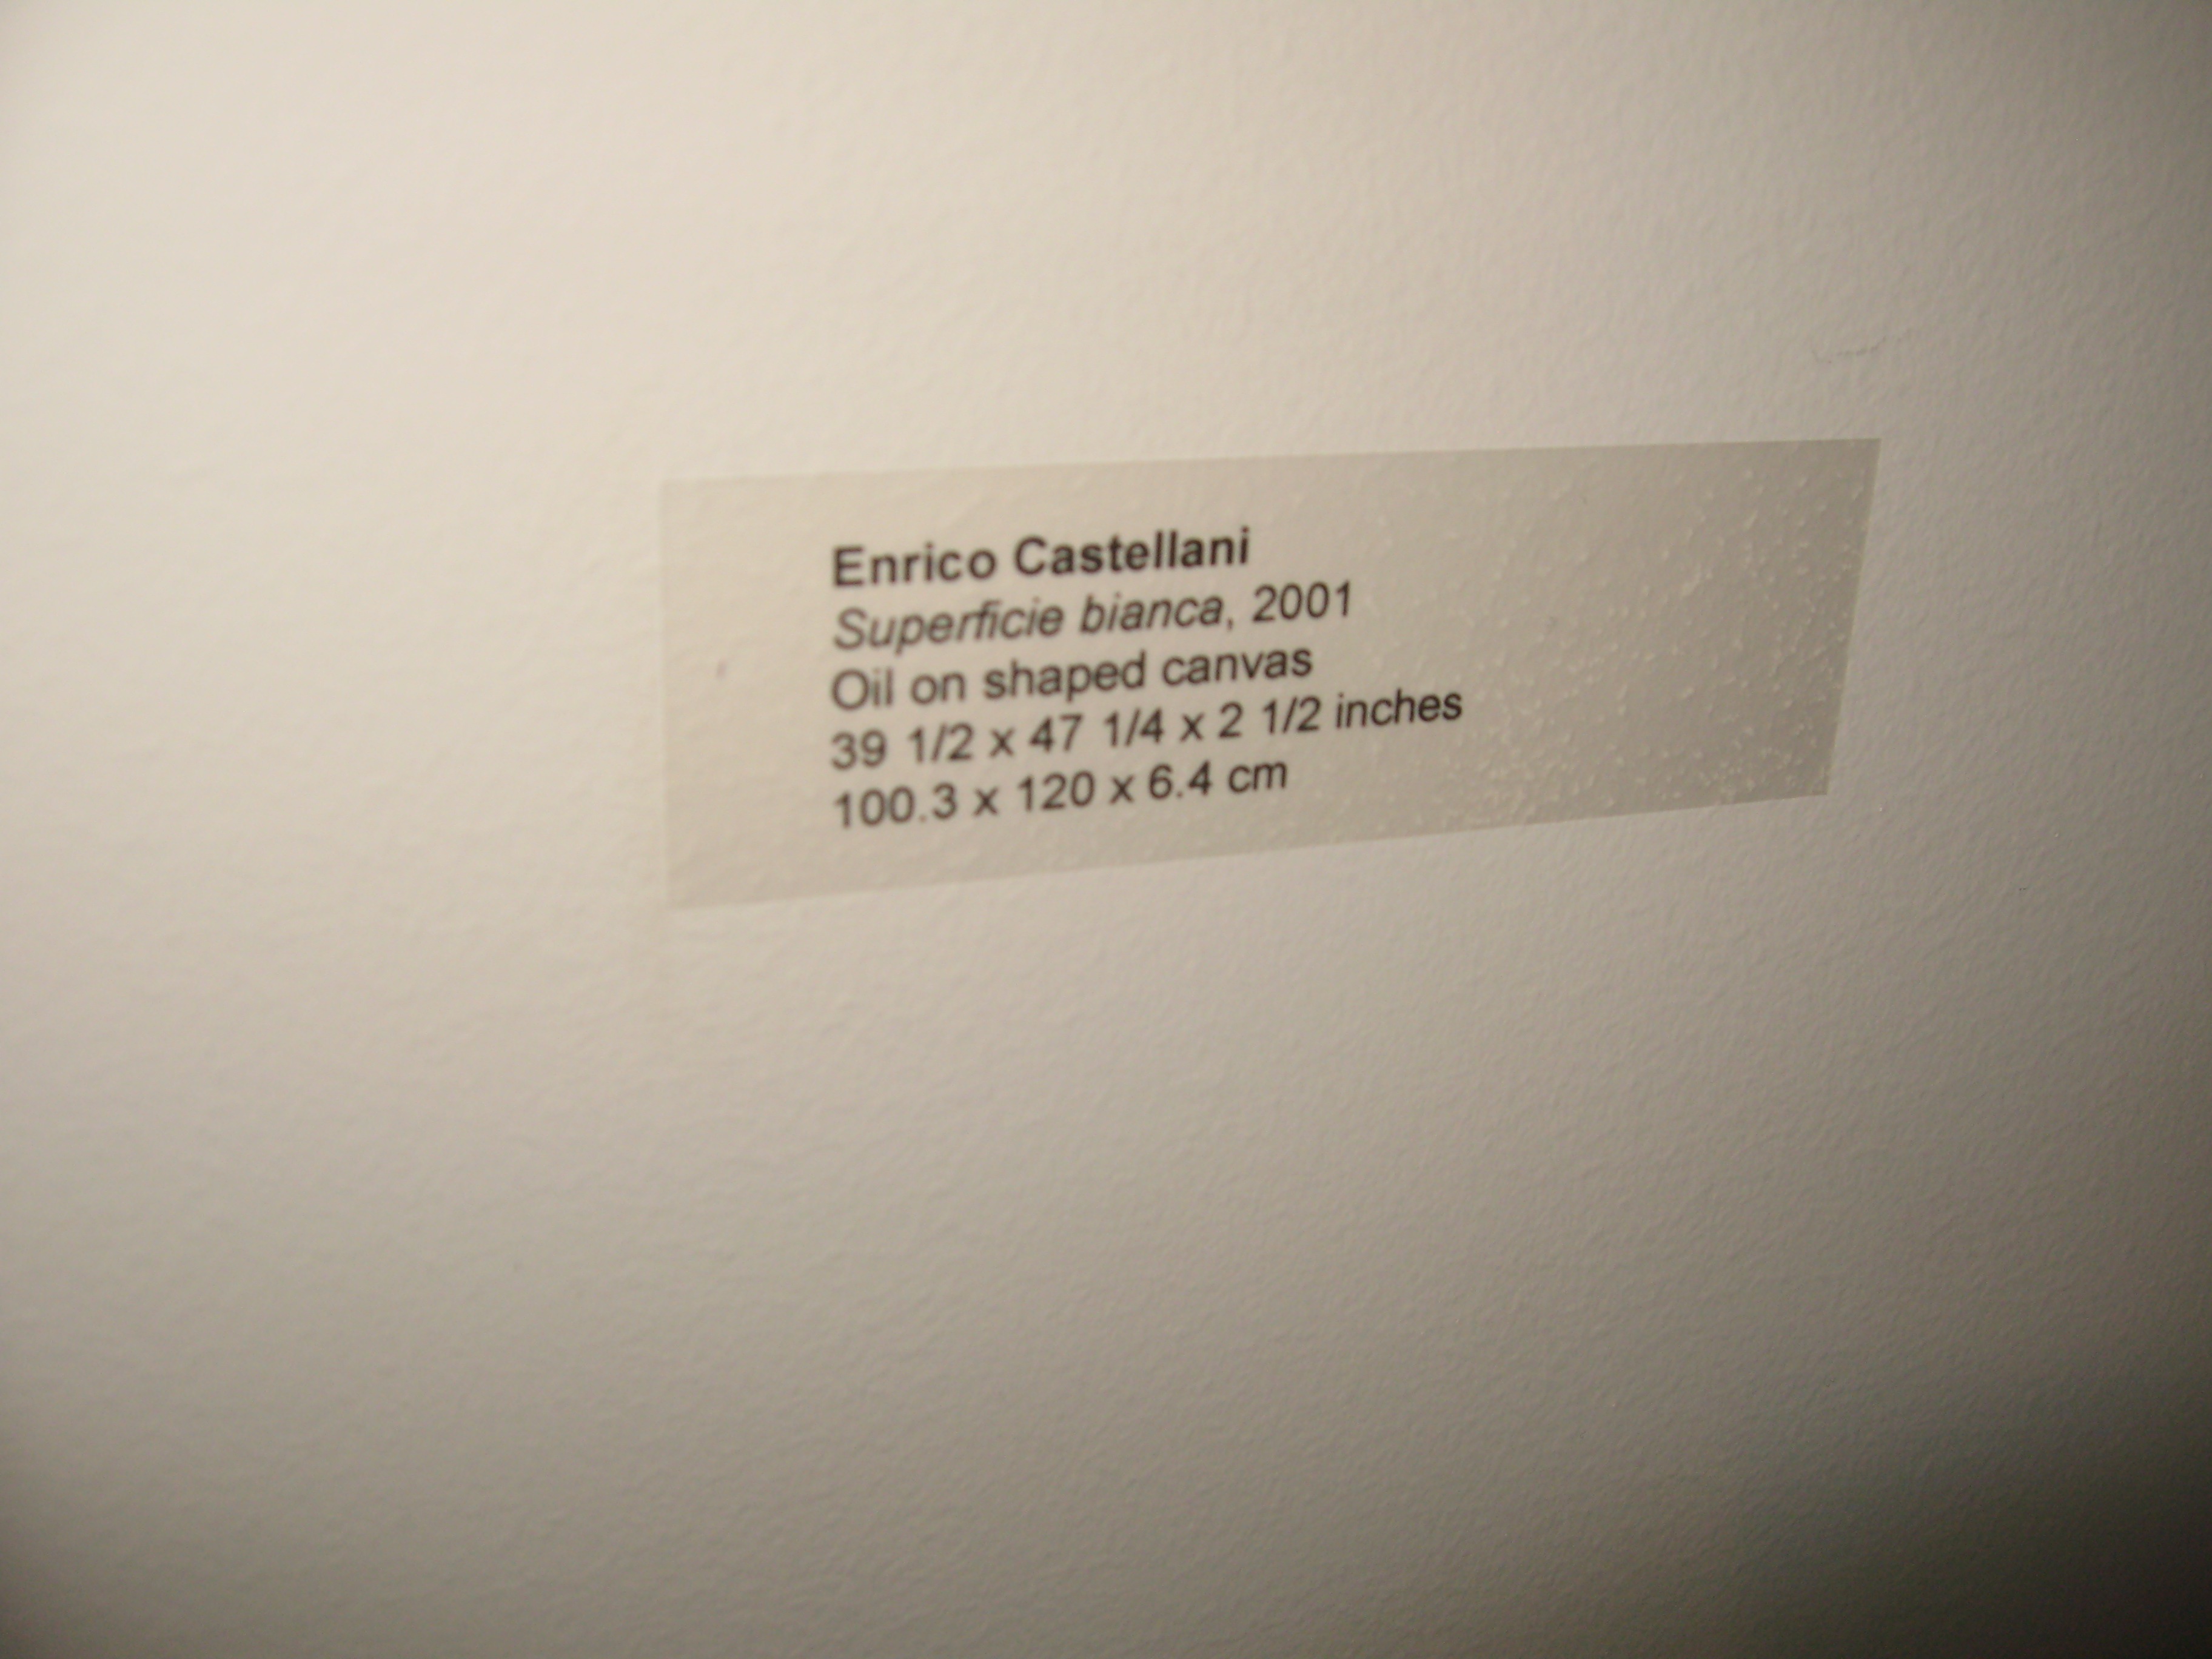 Enrico Castellani
Superficie bianca, 2001
Oil on shaped canvas
39 1/2 x 47 1/4 x 2 1/2 inches
100.3 x 120 x 6.4 cm